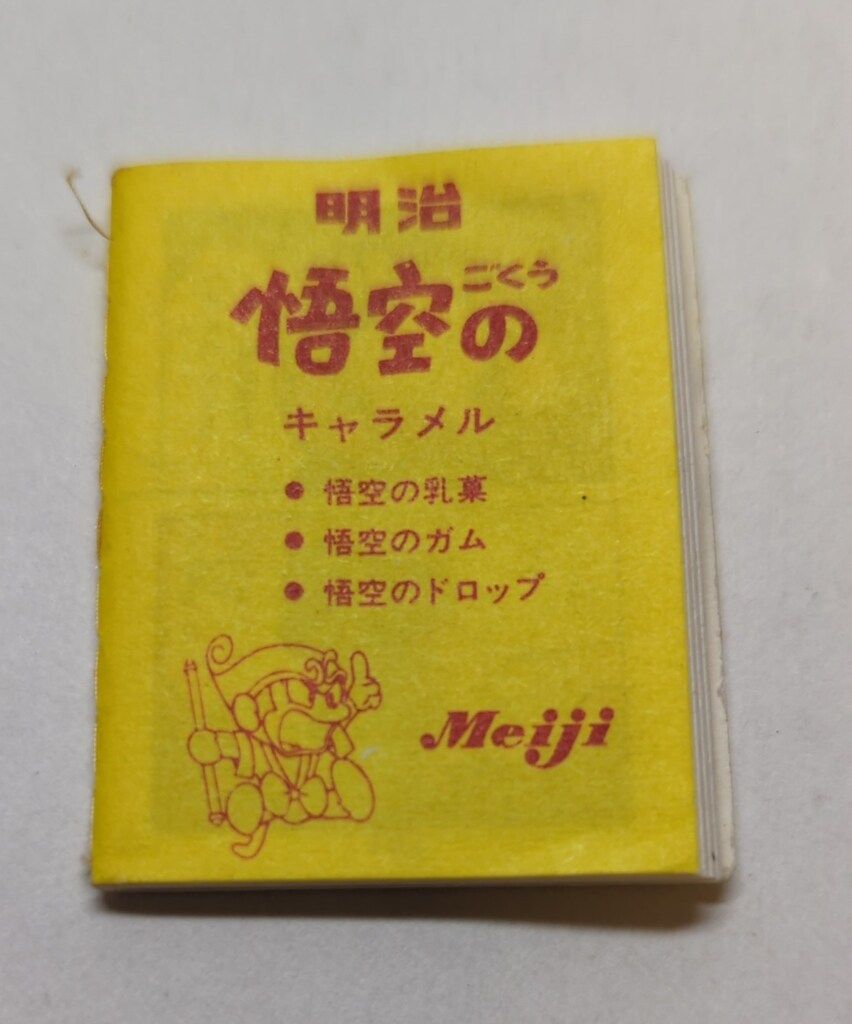 明治
悟空の
ごくう
キャラメル
● 悟空の乳菓
● 悟空のガム
● 悟空のドロップ
Meiji